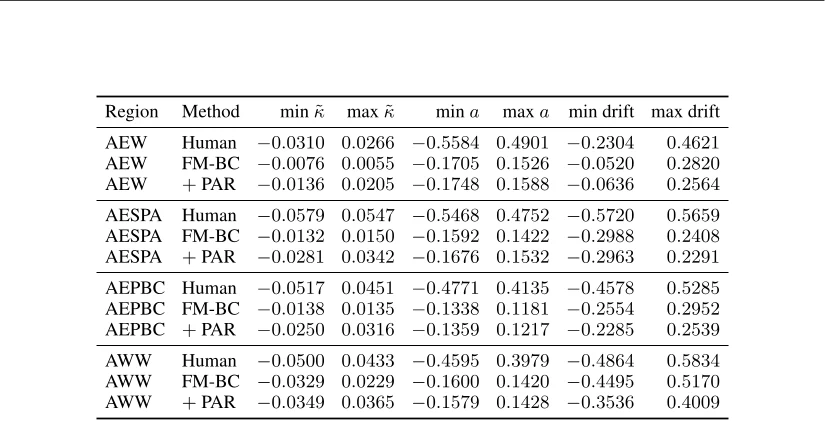 Region Method min κ̃ max κ̃ min a max a min drift max drift
AEW Human −0.0310 0.0266 −0.5584 0.4901 −0.2304 0.4621
AEW FM-BC −0.0076 0.0055 −0.1705 0.1526 −0.0520 0.2820
AEW + PAR −0.0136 0.0205 −0.1748 0.1588 −0.0636 0.2564
AESPA Human −0.0579 0.0547 −0.5468 0.4752 −0.5720 0.5659
AESPA FM-BC −0.0132 0.0150 −0.1592 0.1422 −0.2988 0.2408
AESPA + PAR −0.0281 0.0342 −0.1676 0.1532 −0.2963 0.2291
AEPBC Human −0.0517 0.0451 −0.4771 0.4135 −0.4578 0.5285
AEPBC FM-BC −0.0138 0.0135 −0.1338 0.1181 −0.2554 0.2952
AEPBC + PAR −0.0250 0.0316 −0.1359 0.1217 −0.2285 0.2539
AWW Human −0.0500 0.0433 −0.4595 0.3979 −0.4864 0.5834
AWW FM-BC −0.0329 0.0229 −0.1600 0.1420 −0.4495 0.5170
AWW + PAR −0.0349 0.0365 −0.1579 0.1428 −0.3536 0.4009